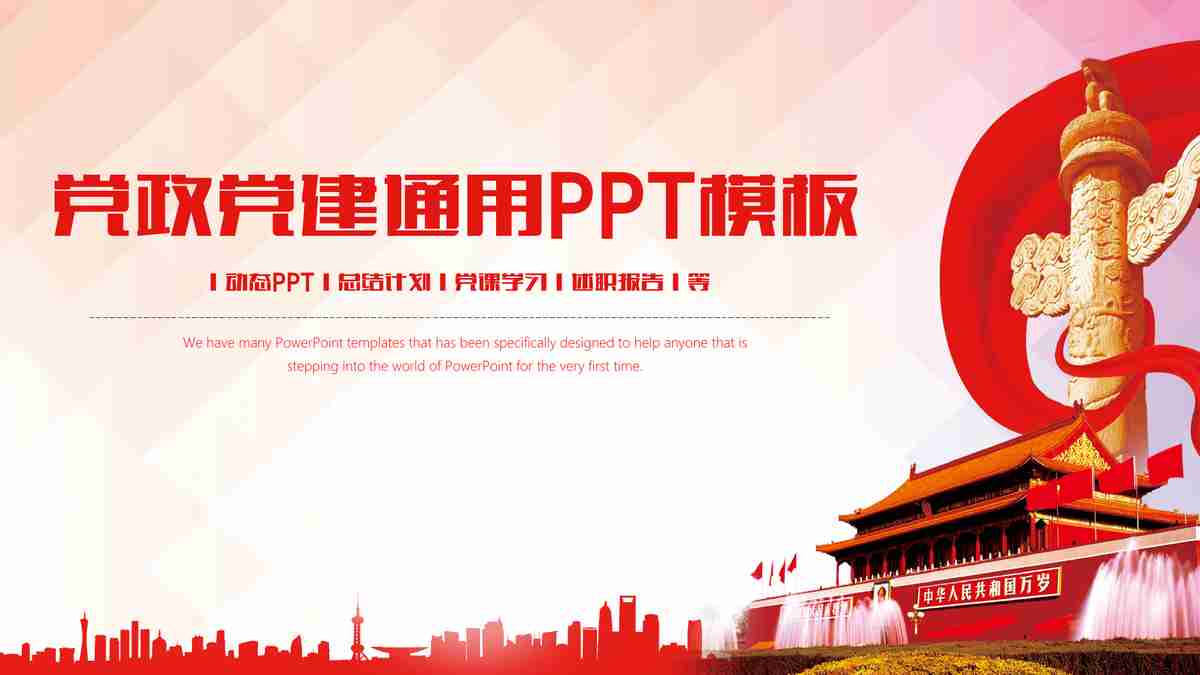 党政党建通用PPT模板
I 动态PPT I 总结计划 I 党课学习 I 述职报告 I 等
We have many PowerPoint templates that has been specifically designed to help anyone that is
stepping into the world of PowerPoint for the very first time.
中华人民共和国万岁